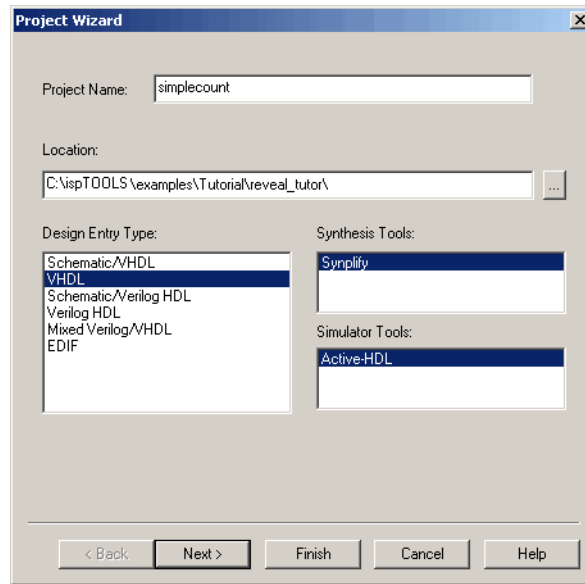 Project Wizard
Project Name:
simplecount
Location:
C:\ispTOOLS\examples\Tutorial\reveal_tutor\
...
Design Entry Type:
Schematic/VHDL
VHDL
Schematic/Verilog HDL
Verilog HDL
Mixed Verilog/VHDL
EDIF
Synthesis Tools:
Synplify
Simulator Tools:
Active-HDL
< Back
Next >
Finish
Cancel
Help